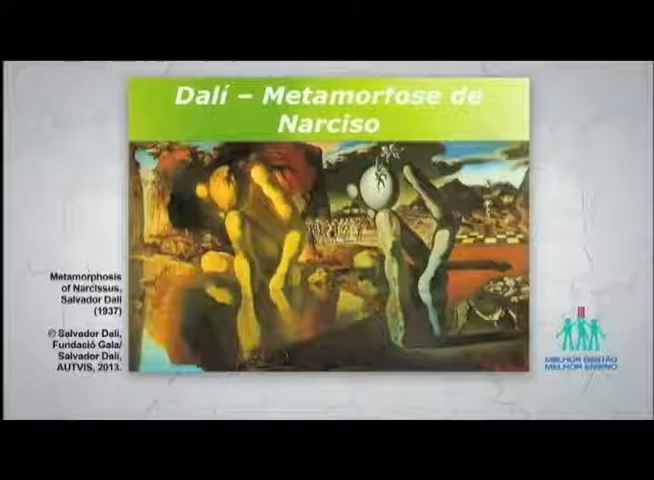 Dalí – Metamorfose de
Narciso
Metamorphosis
of Narcissus.
Salvador Dalí
(1937)
© Salvador Dalí,
Fundació Gala/
Salvador Dalí,
AUTVIS, 2013.
MELHOR GESTÃO
MELHOR ENSINO